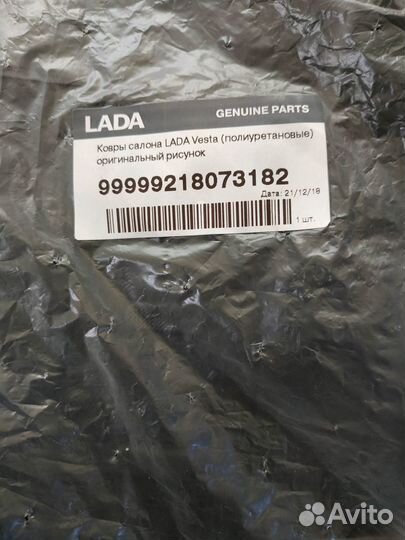 LADA
GENUINE PARTS
Ковры салона LADA Vesta (полиуретановые)
оригинальный рисунок
99999218073182
Дата: 21/12/18
1 шт.
Avito